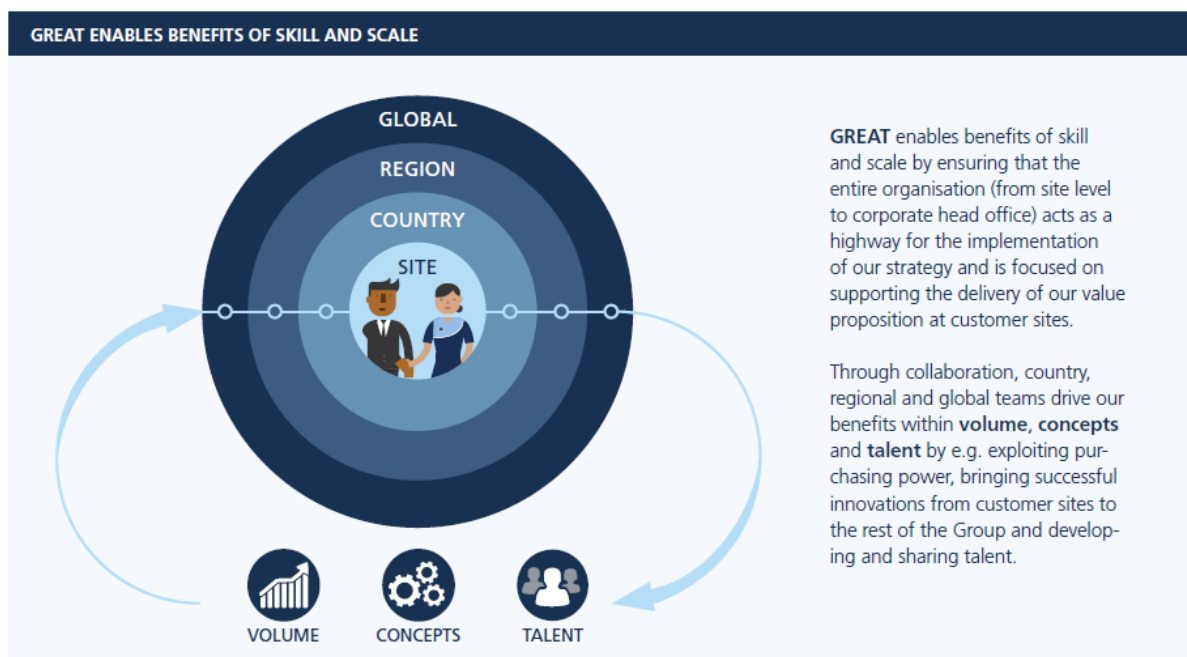 GREAT ENABLES BENEFITS OF SKILL AND SCALE
GLOBAL
REGION
COUNTRY
SITE
VOLUME
CONCEPTS
TALENT
GREAT enables benefits of skill
and scale by ensuring that the
entire organisation (from site level
to corporate head office) acts as a
highway for the implementation
of our strategy and is focused on
supporting the delivery of our value
proposition at customer sites.
Through collaboration, country,
regional and global teams drive our
benefits within volume, concepts
and talent by e.g. exploiting pur-
chasing power, bringing successful
innovations from customer sites to
the rest of the Group and develop-
ing and sharing talent.